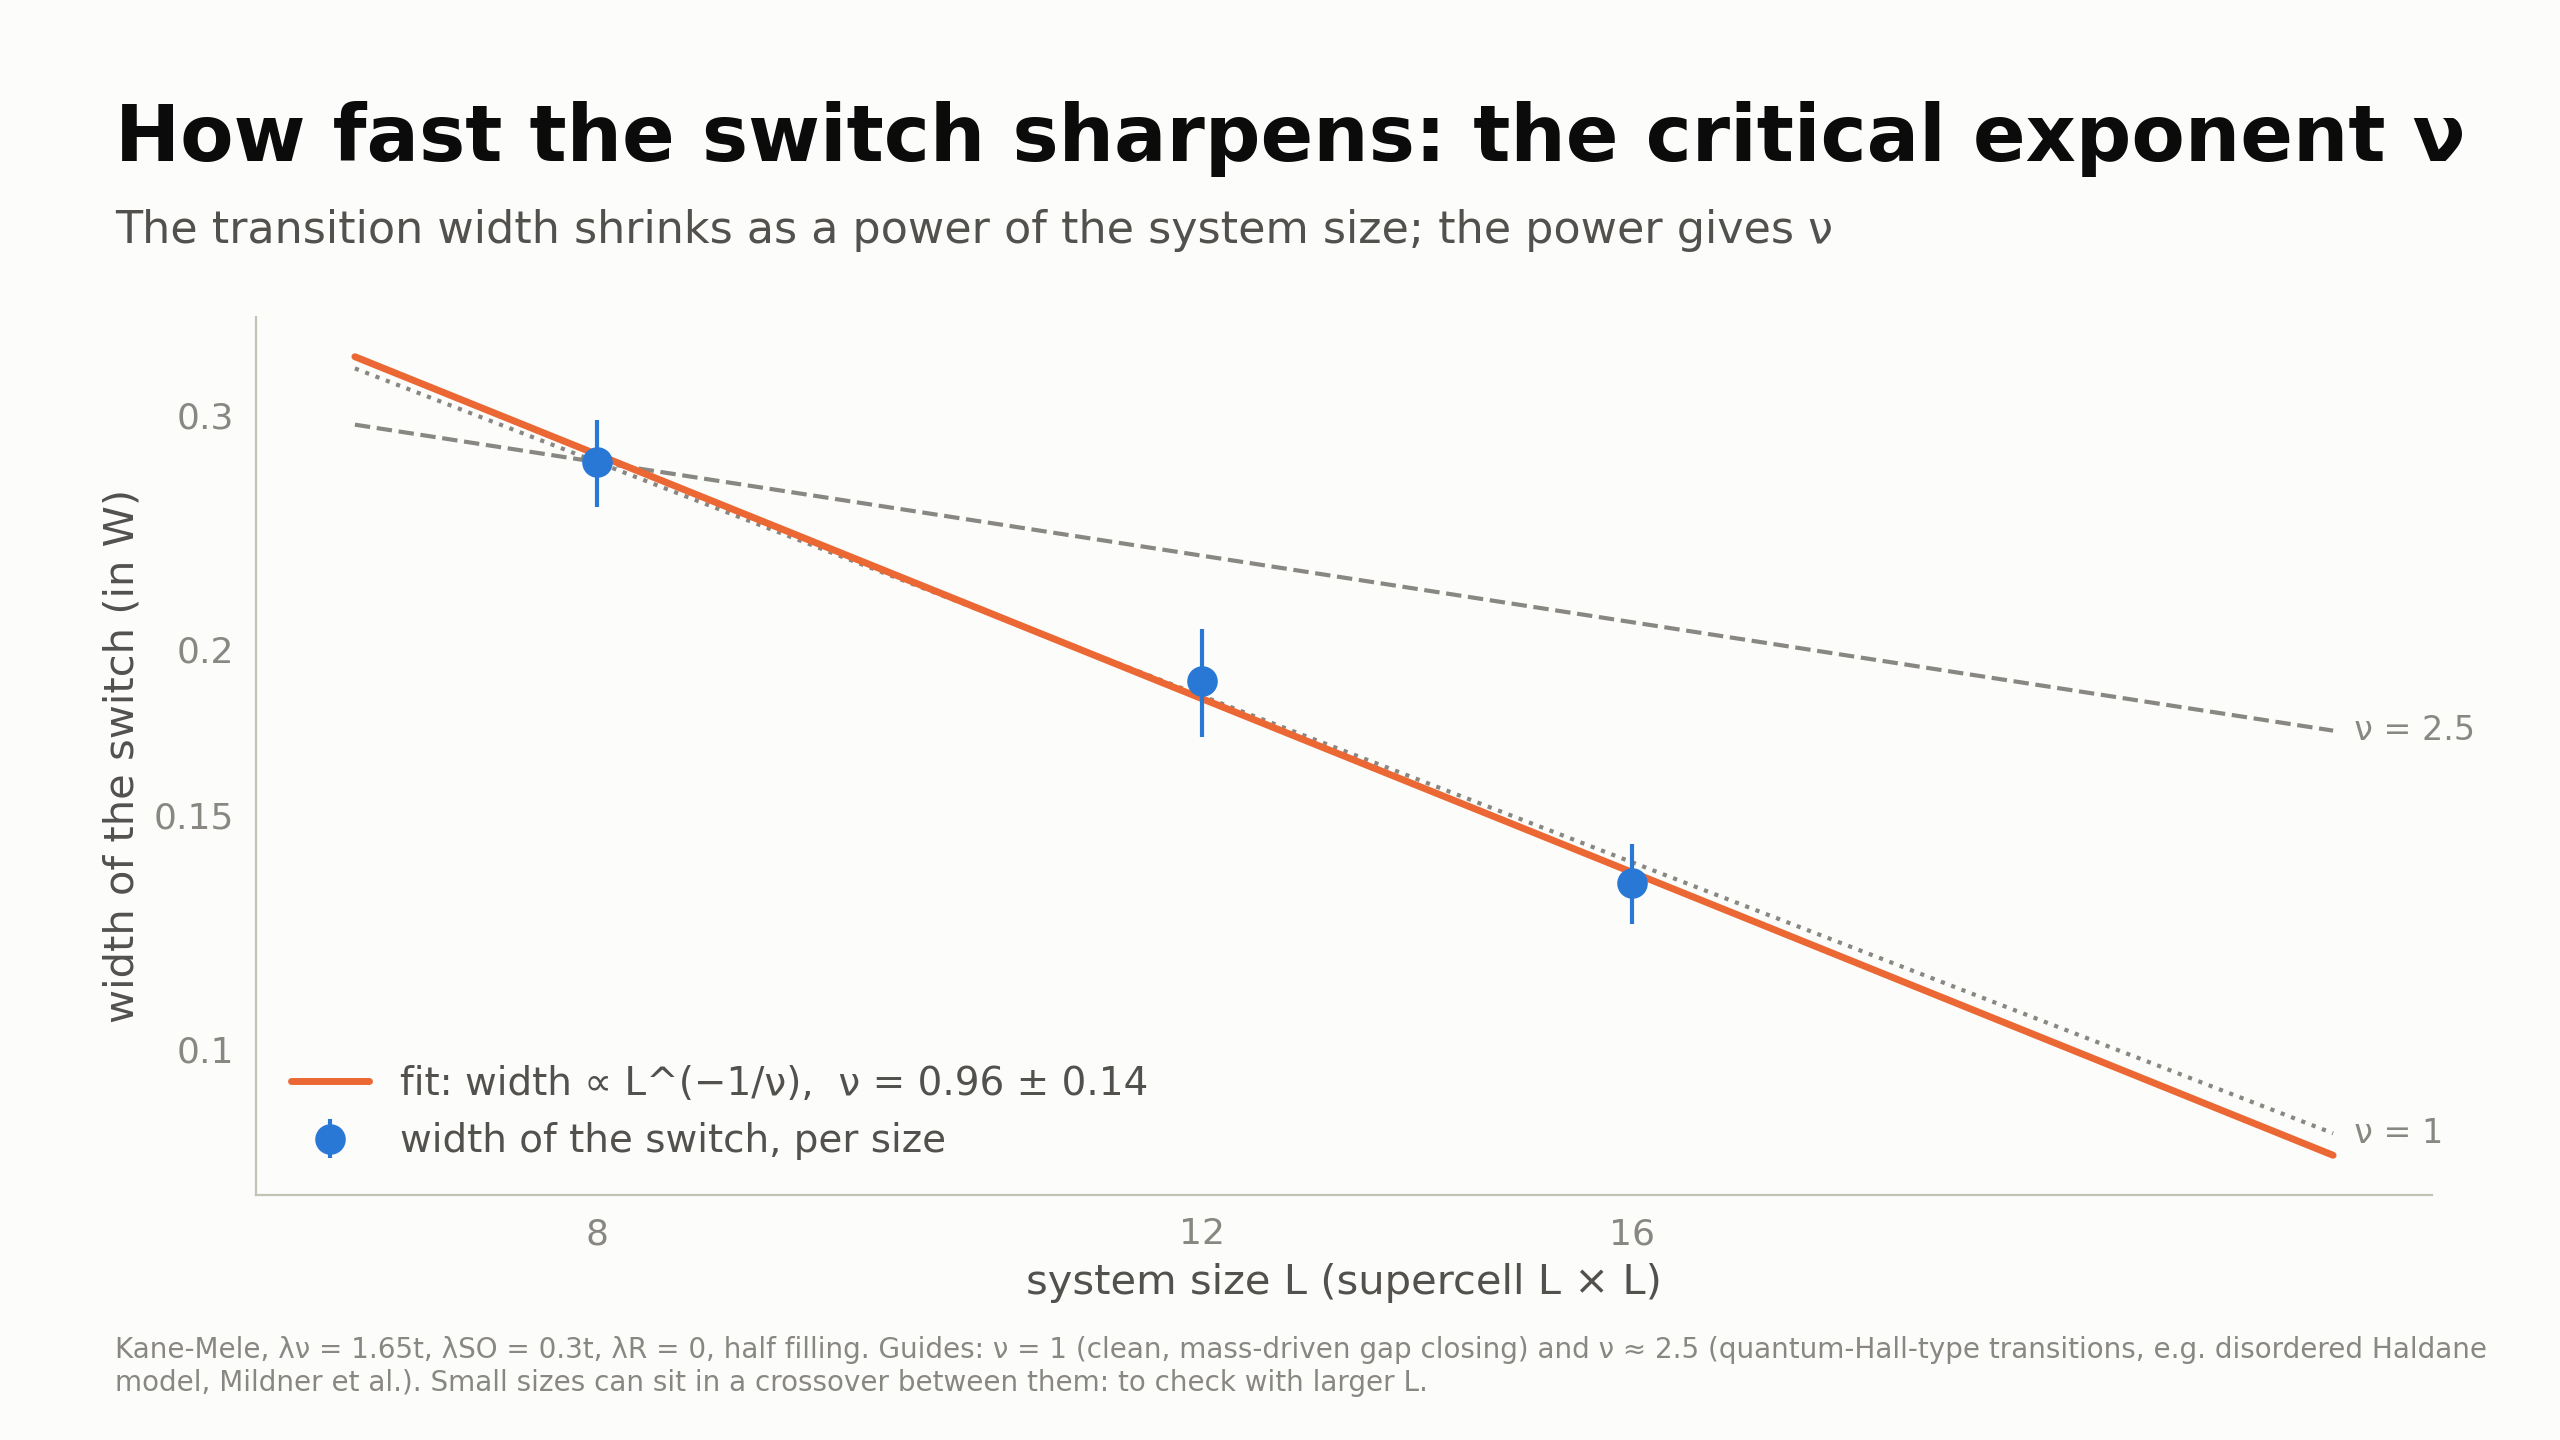 How fast the switch sharpens: the critical exponent ν
The transition width shrinks as a power of the system size; the power gives ν
width of the switch (in W)
0.3
0.2
0.15
0.1
ν = 2.5
ν = 1
fit: width ∝ L^(−1/ν),  ν = 0.96 ± 0.14
width of the switch, per size
8
12
16
system size L (supercell L × L)
Kane-Mele, λν = 1.65t, λSO = 0.3t, λR = 0, half filling. Guides: ν = 1 (clean, mass-driven gap closing) and ν ≈ 2.5 (quantum-Hall-type transitions, e.g. disordered Haldane
model, Mildner et al.). Small sizes can sit in a crossover between them: to check with larger L.